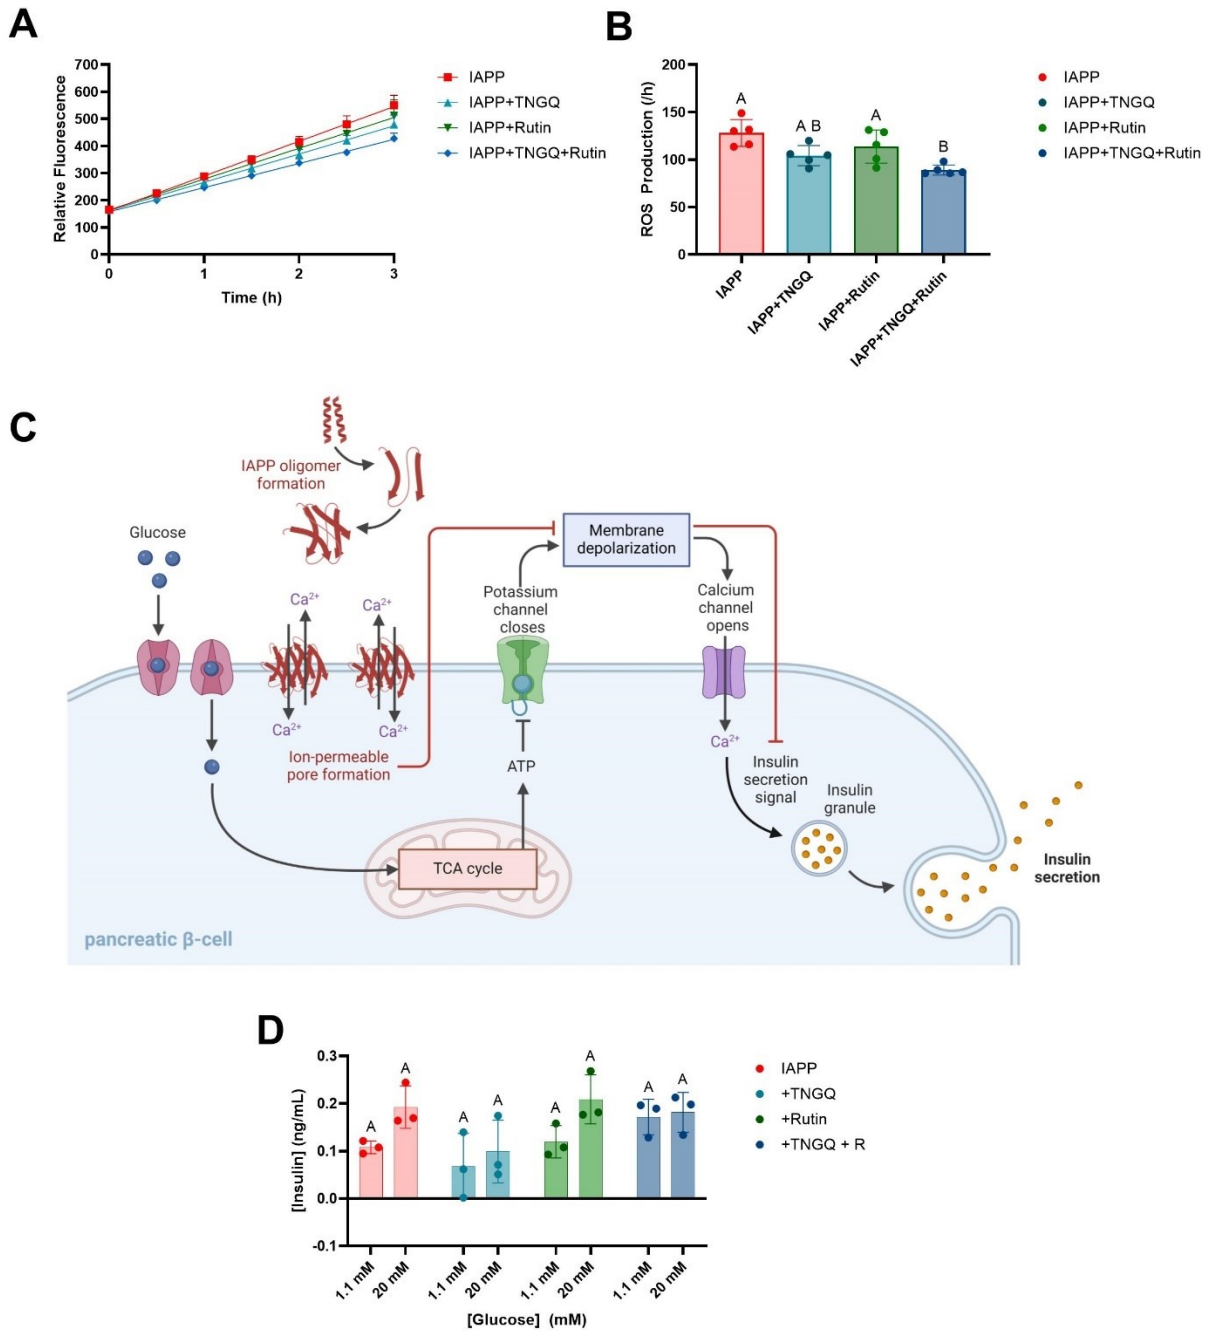 A
700
600
500
400
300
200
100
0
Relative Fluorescence
0 1 2 3
Time (h)
IAPP
IAPP+TNGQ
IAPP+Rutin
IAPP+TNGQ+Rutin
B
200
150
100
50
0
ROS Production (/h)
A
A B
A
B
IAPP
IAPP+TNGQ
IAPP+Rutin
IAPP+TNGQ+Rutin
IAPP
IAPP+TNGQ
IAPP+Rutin
IAPP+TNGQ+Rutin
C
IAPP oligomer
formation
Glucose
Ca²⁺
Ca²⁺
Ca²⁺
Ca²⁺
Ion-permeable
pore formation
Membrane
depolarization
Potassium
channel
closes
Calcium
channel
opens
ATP
TCA cycle
Ca²⁺
Insulin
secretion
signal
Insulin
granule
Insulin
secretion
pancreatic β-cell
D
0.3
0.2
0.1
0.0
-0.1
[Insulin] (ng/mL)
A
A
A
A
A
A
A
A
1.1 mM
20 mM
1.1 mM
20 mM
1.1 mM
20 mM
1.1 mM
20 mM
[Glucose] (mM)
IAPP
+TNGQ
+Rutin
+TNGQ + R